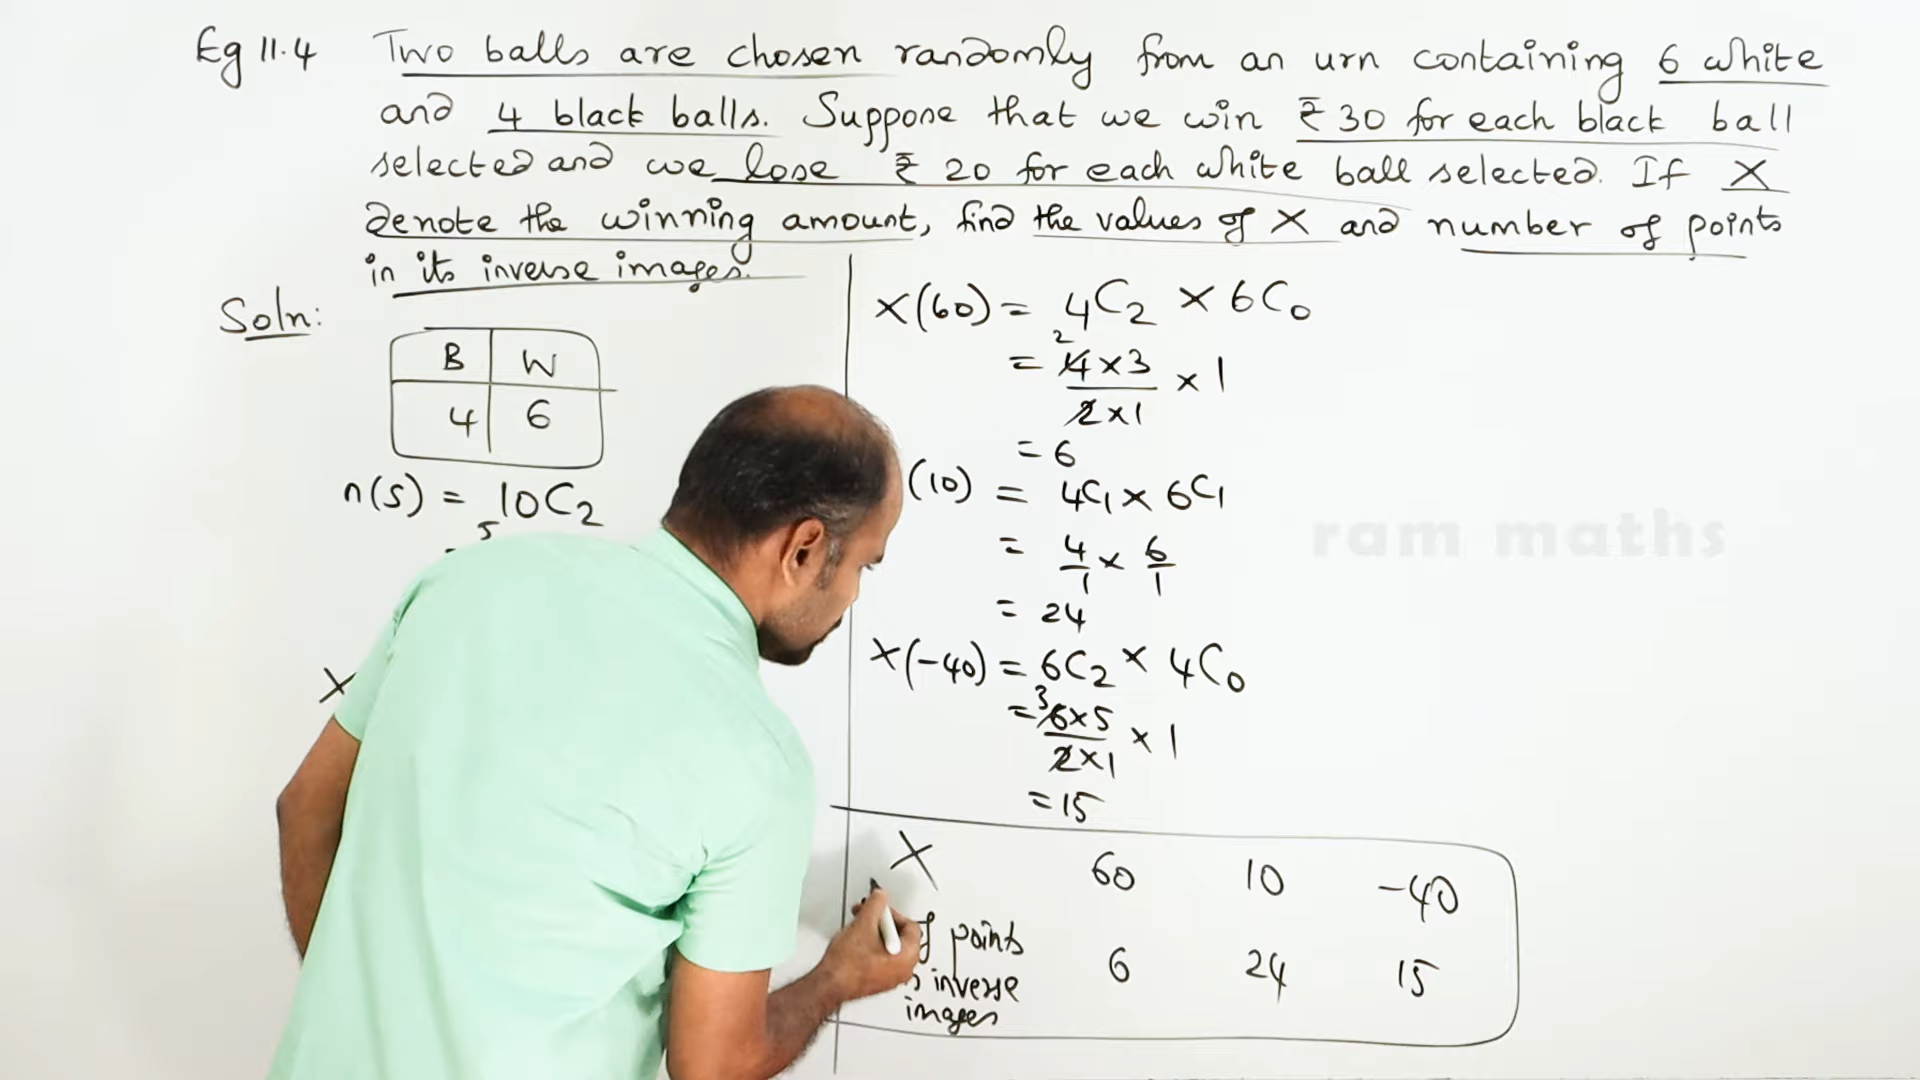 Eg 11.4 Two balls are chosen randomly from an urn containing 6 white
and 4 black balls. Suppose that we win ₹ 30 for each black ball
selected and we lose ₹ 20 for each white ball selected. If X
denote the winning amount, find the values of X and number of points
in its inverse images.
Soln:
B W
4 6
n(S) = 10C2
5
X
X(60) = 4C2 × 6C0
= 4×3/2×1 × 1
2
= 6
(10) = 4C1 × 6C1
= 4/1 × 6/1
= 24
X(-40) = 6C2 × 4C0
= 6×5/2×1 × 1
3
= 15
X 60 10 -40
points 6 24 15
inverse
images
ram maths